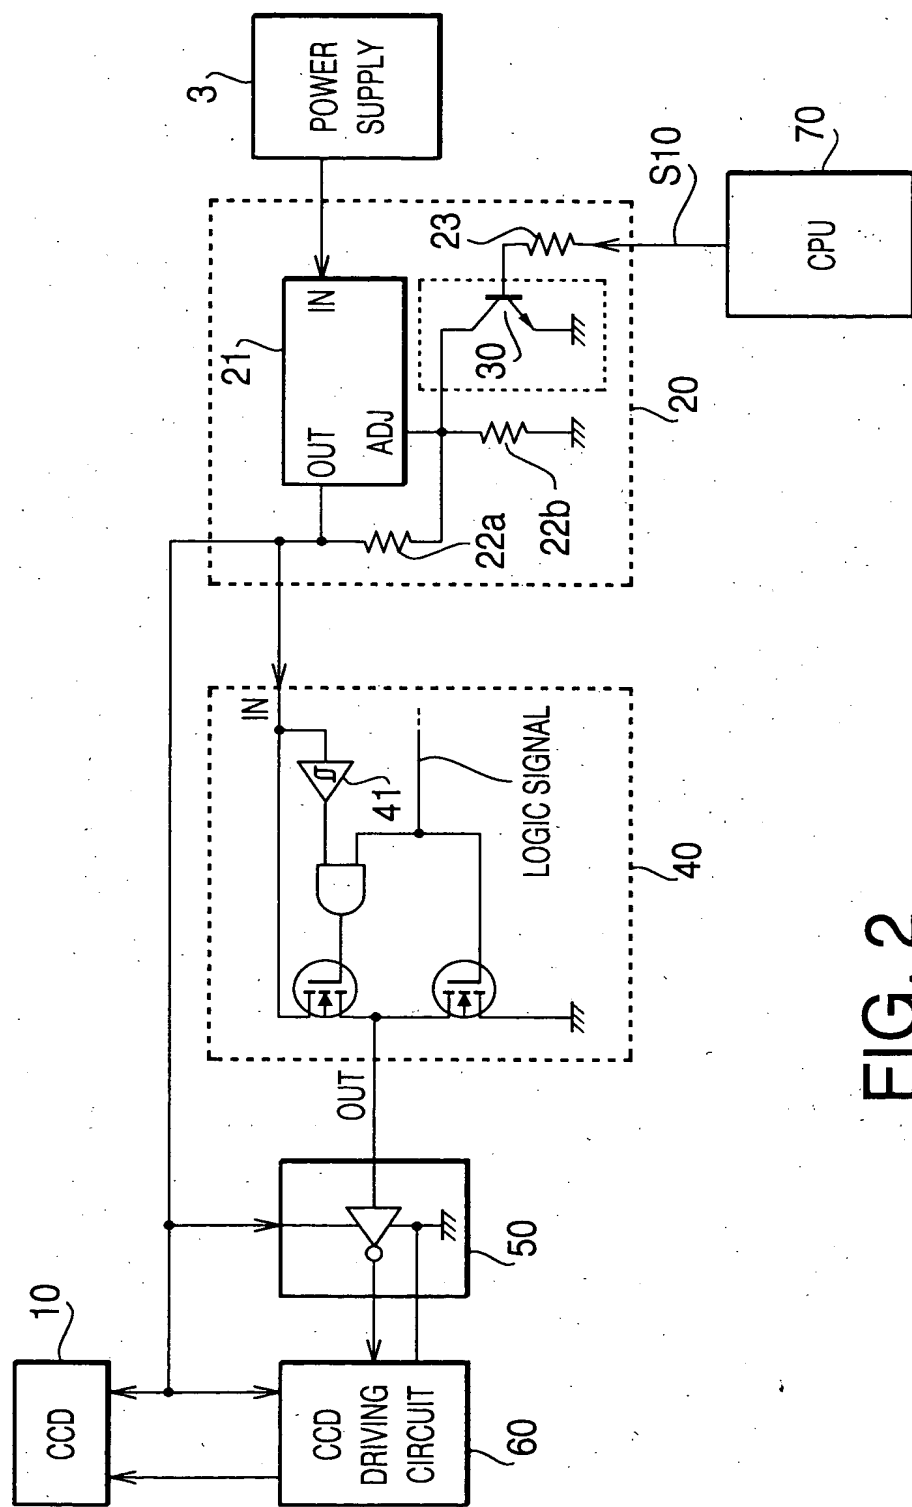 10
CCD
CCD
DRIVING
CIRCUIT
60
50
OUT
IN
41
LOGIC SIGNAL
40
21
OUT
IN
ADJ
22a
22b
30
23
20
3
POWER
SUPPLY
S10
70
CPU
FIG. 2